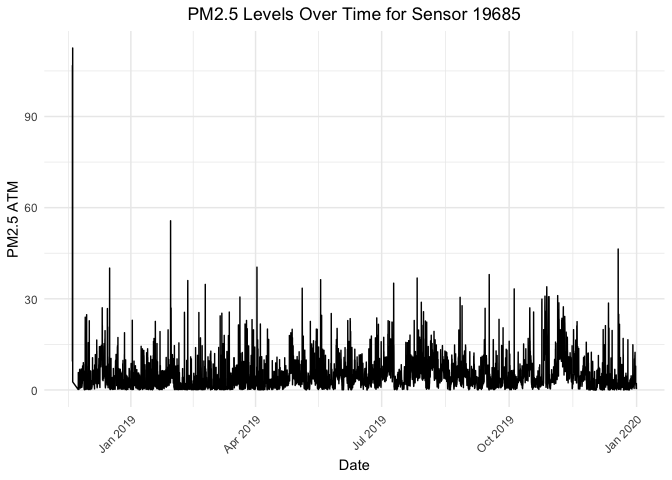 PM2.5 Levels Over Time for Sensor 19685
PM2.5 ATM
90
60
30
0
Jan 2019
Apr 2019
Jul 2019
Oct 2019
Jan 2020
Date